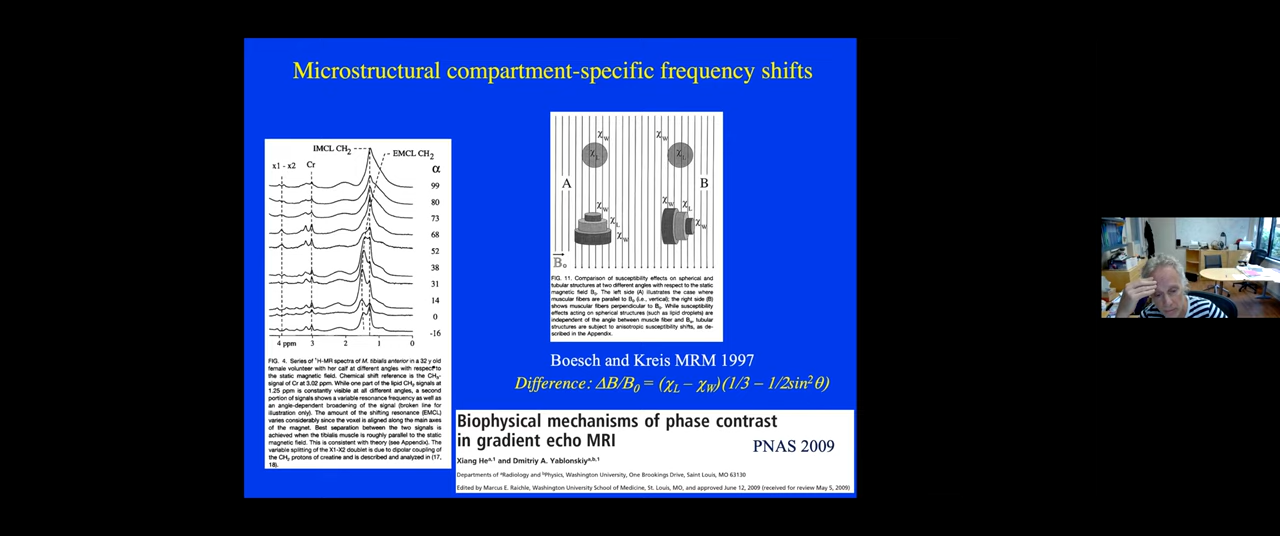 Microstructural compartment-specific frequency shifts
IMCL CH2
EMCL CH2
x1 - x2
Cr
α
99
80
73
68
52
38
31
14
0
-16
4 ppm
3
2
1
0
FIG. 4. Series of ¹H-MR spectra of M. tibialis anterior in a 32 y old
female volunteer with her calf at different angles with respect to
the static magnetic field. Chemical shift reference is the CH3-
signal of Cr at 3.02 ppm. While one part of the lipid CH2 signals at
1.25 ppm is constantly visible at all different angles, a second
portion of signals shows a variable resonance frequency as well as
an angle-dependent broadening of the signal (broken line for
illustration only). The amount of the shifting resonance (EMCL)
varies considerably since the voxel is aligned along the main axes
of the magnet. Best separation between the two signals is
achieved when the tibialis muscle is roughly parallel to the static
magnetic field. This is consistent with theory (see Appendix). The
variable splitting of the X1-X2 doublet is due to dipolar coupling of
the CH2 protons of creatine and is described and analyzed in (17,
18).
χW
χW
χL
χL
A
B
χW
χL
χW
χW
χL
χW
B0
FIG. 11. Comparison of susceptibility effects on spherical and
tubular structures at two different angles with respect to the static
magnetic field B0. The left side (A) illustrates the case where
muscular fibers are parallel to B0 (i.e., vertical); the right side (B)
shows muscular fibers perpendicular to B0. While susceptibility
effects acting on spherical structures (such as lipid droplets) are
independent of the angle between muscle fiber and B0, tubular
structures are subject to anisotropic susceptibility shifts, as de-
scribed in the Appendix.
Boesch and Kreis MRM 1997
Difference: ΔB/B0 = (χL – χW)(1/3 – 1/2sin²θ)
Biophysical mechanisms of phase contrast
in gradient echo MRI
PNAS 2009
Xiang He a,1 and Dmitriy A. Yablonskiy a,b,1
Departments of aRadiology and bPhysics, Washington University, One Brookings Drive, Saint Louis, MO 63130
Edited by Marcus E. Raichle, Washington University School of Medicine, St. Louis, MO, and approved June 12, 2009 (received for review May 5, 2009)